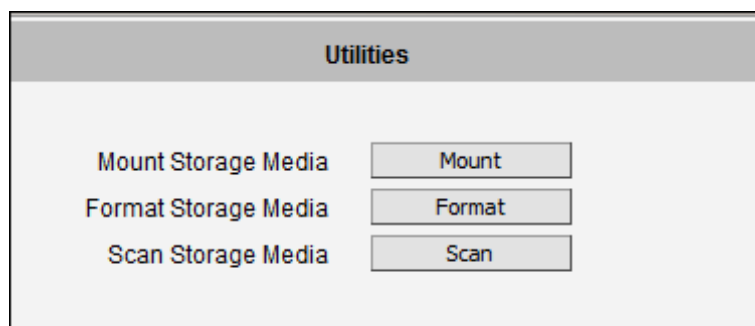 Utilities
Mount Storage Media Mount
Format Storage Media Format
Scan Storage Media Scan